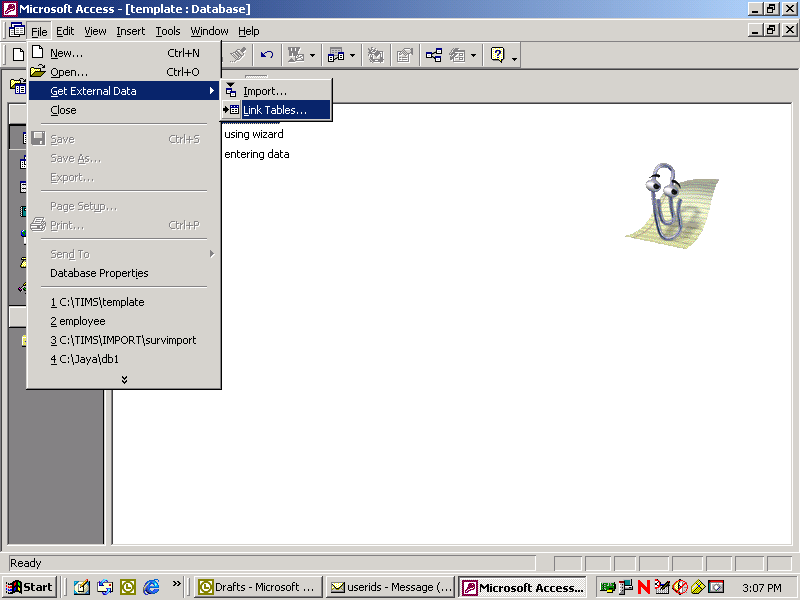 Microsoft Access - [template : Database]
File Edit View Insert Tools Window Help
New... Ctrl+N
Open... Ctrl+O
Get External Data
Import...
Close
Link Tables...
using wizard
Save Ctrl+S
entering data
Save As...
Export...
Page Setup...
Print... Ctrl+P
Send To
Database Properties
1 C:\TIMS\template
2 employee
3 C:\TIMS\IMPORT\survimport
4 C:\Jaya\db1
Ready
Start
Drafts - Microsoft ...
userids - Message (...
Microsoft Access...
3:07 PM